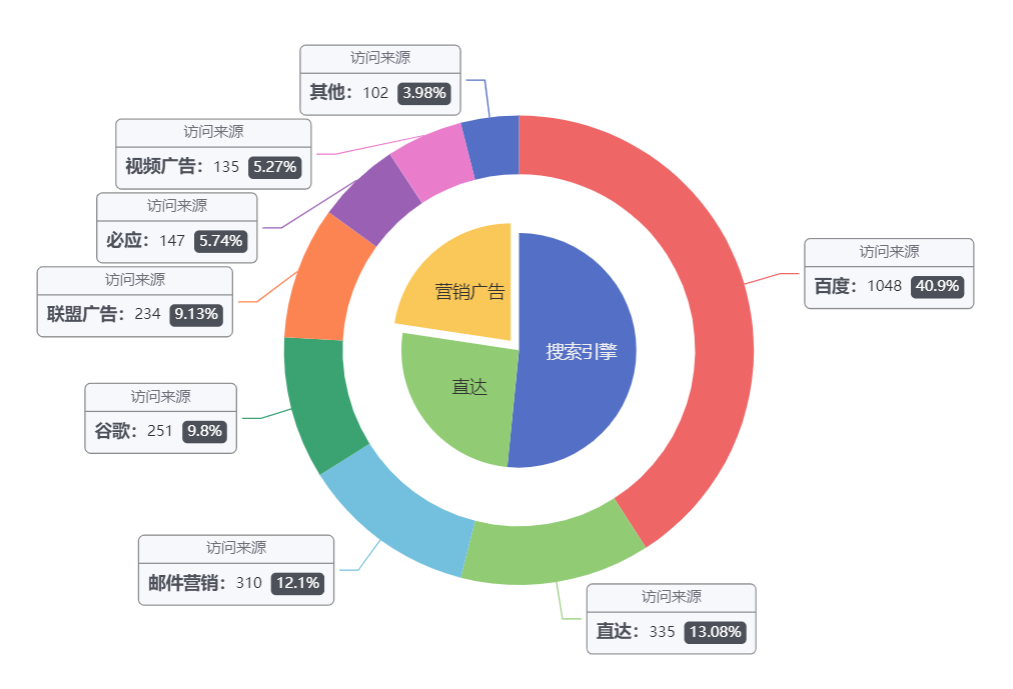 访问来源
其他：102 3.98%
访问来源
视频广告：135 5.27%
访问来源
必应：147 5.74%
访问来源
百度：1048 40.9%
访问来源
联盟广告：234 9.13%
营销广告
搜索引擎
直达
访问来源
谷歌：251 9.8%
访问来源
邮件营销：310 12.1%
访问来源
直达：335 13.08%